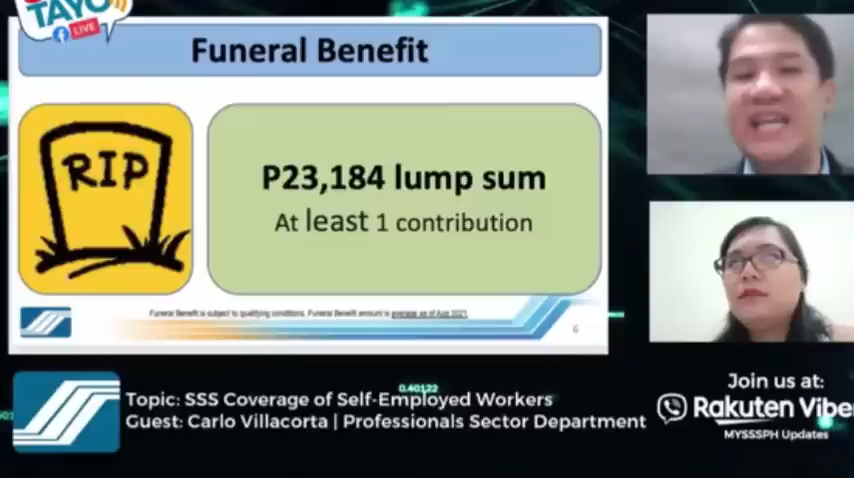 TAYO
LIVE
Funeral Benefit
RIP
P23,184 lump sum
At least 1 contribution
Funeral Benefit is subject to qualifying conditions. Funeral Benefit amount is average as of Aug 2021.
6
0.40122
Topic: SSS Coverage of Self-Employed Workers
Guest: Carlo Villacorta | Professionals Sector Department
Join us at:
Rakuten Viber
MYSSSPH Updates